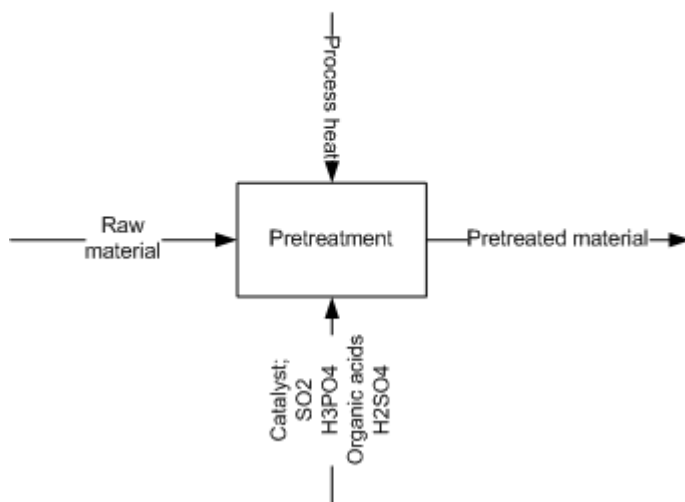 Process heat
Raw
material
Pretreatment
Pretreated material
Catalyst;
SO2
H3PO4
Organic acids
H2SO4